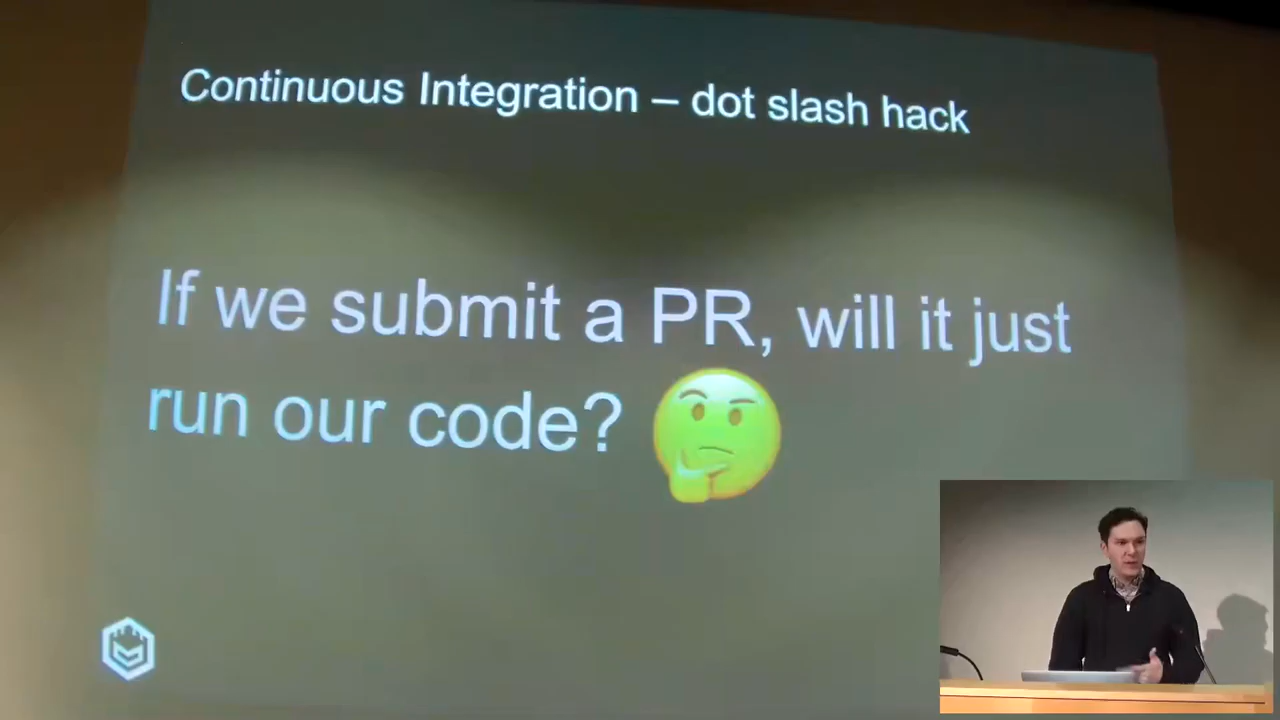 Continuous Integration – dot slash hack
If we submit a PR, will it just
run our code? 🤔